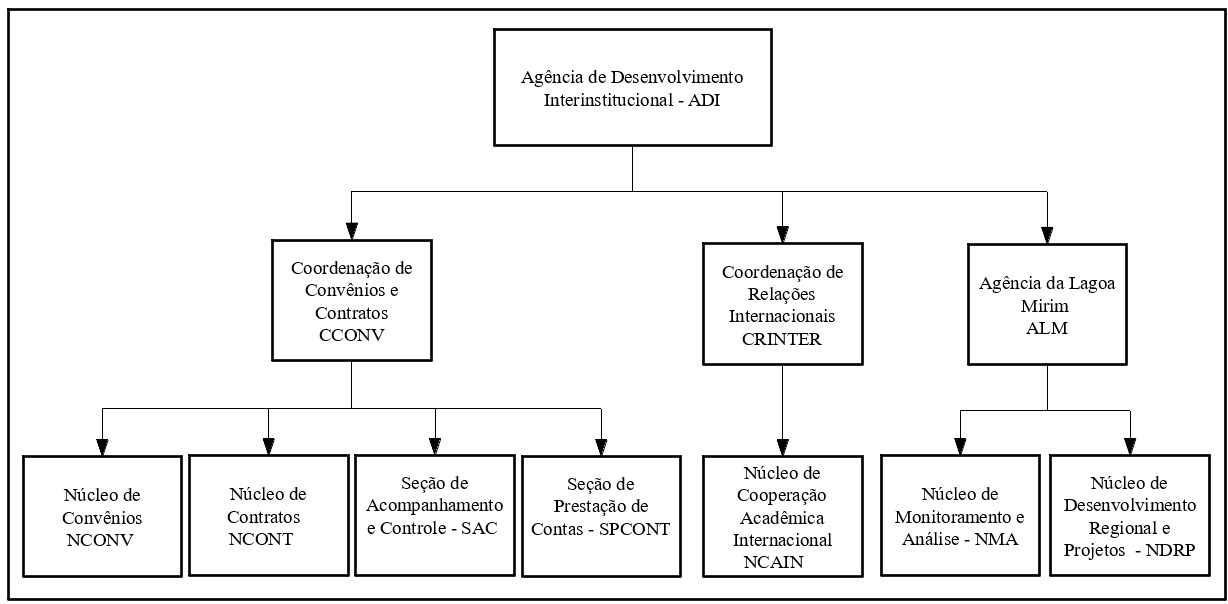 Agência de Desenvolvimento
Interinstitucional - ADI
Coordenação de
Convênios e
Contratos
CCONV
Coordenação de
Relações
Internacionais
CRINTER
Agência da Lagoa
Mirim
ALM
Núcleo de
Convênios
NCONV
Núcleo de
Contratos
NCONT
Seção de
Acompanhamento
e Controle - SAC
Seção de
Prestação de
Contas - SPCONT
Núcleo de
Cooperação
Acadêmica
Internacional
NCAIN
Núcleo de
Monitoramento e
Análise - NMA
Núcleo de
Desenvolvimento
Regional e
Projetos - NDRP